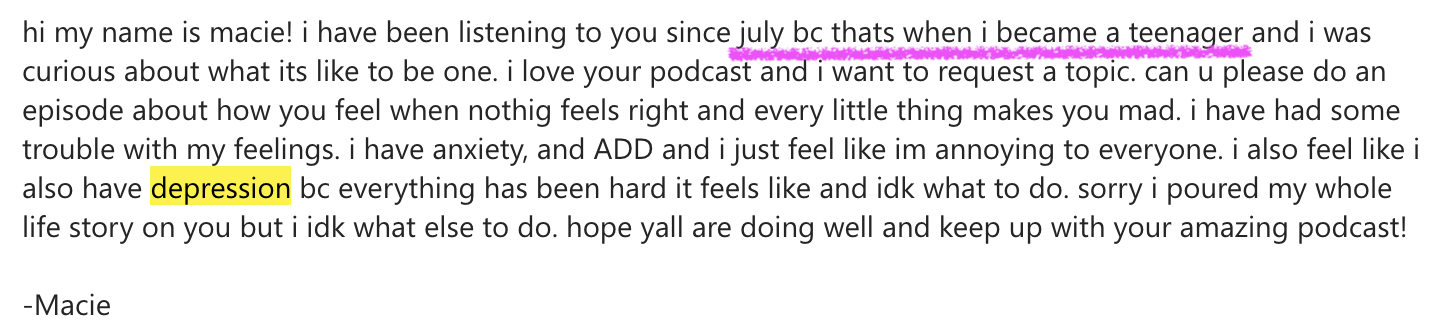 hi my name is macie! i have been listening to you since july bc thats when i became a teenager and i was
curious about what its like to be one. i love your podcast and i want to request a topic. can u please do an
episode about how you feel when nothig feels right and every little thing makes you mad. i have had some
trouble with my feelings. i have anxiety, and ADD and i just feel like im annoying to everyone. i also feel like i
also have depression bc everything has been hard it feels like and idk what to do. sorry i poured my whole
life story on you but i idk what else to do. hope yall are doing well and keep up with your amazing podcast!
-Macie